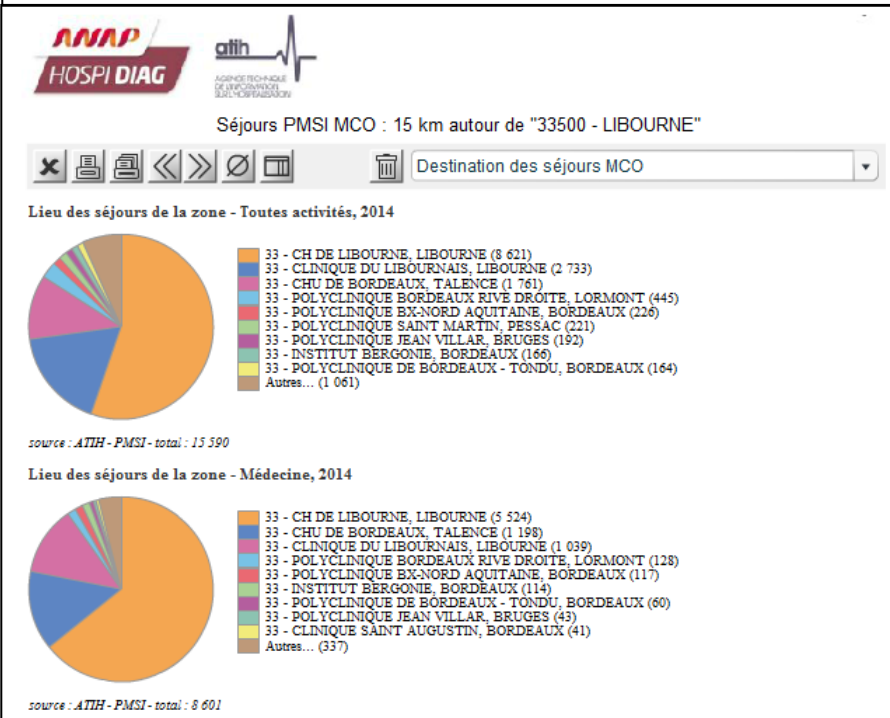 ANAP
HOSPI DIAG
atih
AGENCE TECHNIQUE
DE L'INFORMATION
SUR L'HOSPITALISATION
Séjours PMSI MCO : 15 km autour de "33500 - LIBOURNE"
Destination des séjours MCO
Lieu des séjours de la zone - Toutes activités, 2014
33 - CH DE LIBOURNE, LIBOURNE (8 621)
33 - CLINIQUE DU LIBOURNAIS, LIBOURNE (2 733)
33 - CHU DE BORDEAUX, TALENCE (1 761)
33 - POLYCLINIQUE BORDEAUX RIVE DROITE, LORMONT (445)
33 - POLYCLINIQUE BX-NORD AQUITAINE, BORDEAUX (226)
33 - POLYCLINIQUE SAINT MARTIN, PESSAC (221)
33 - POLYCLINIQUE JEAN VILLAR, BRUGES (192)
33 - INSTITUT BERGONIE, BORDEAUX (166)
33 - POLYCLINIQUE DE BORDEAUX - TONDU, BORDEAUX (164)
Autres... (1 061)
source : ATIH - PMSI - total : 15 590
Lieu des séjours de la zone - Médecine, 2014
33 - CH DE LIBOURNE, LIBOURNE (5 524)
33 - CHU DE BORDEAUX, TALENCE (1 198)
33 - CLINIQUE DU LIBOURNAIS, LIBOURNE (1 039)
33 - POLYCLINIQUE BORDEAUX RIVE DROITE, LORMONT (128)
33 - POLYCLINIQUE BX-NORD AQUITAINE, BORDEAUX (117)
33 - INSTITUT BERGONIE, BORDEAUX (114)
33 - POLYCLINIQUE DE BORDEAUX - TONDU, BORDEAUX (60)
33 - POLYCLINIQUE JEAN VILLAR, BRUGES (43)
33 - CLINIQUE SAINT AUGUSTIN, BORDEAUX (41)
Autres... (337)
source : ATIH - PMSI - total : 8 601